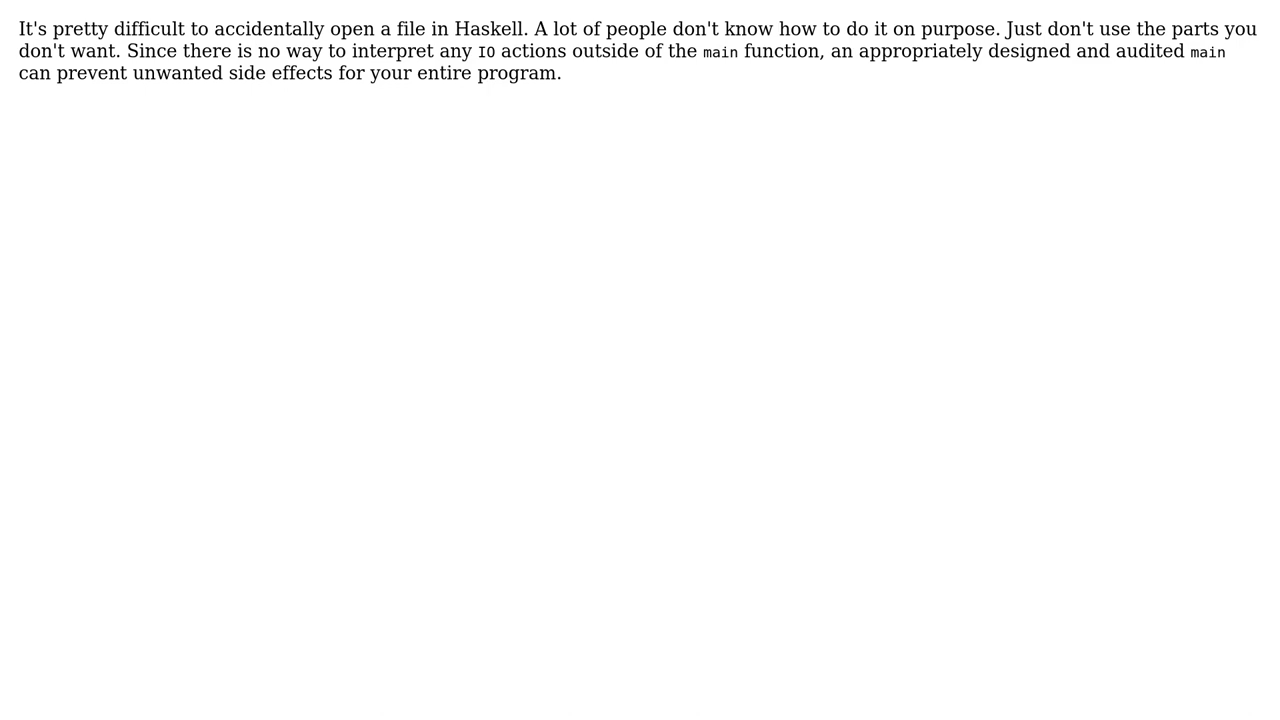 It's pretty difficult to accidentally open a file in Haskell. A lot of people don't know how to do it on purpose. Just don't use the parts you
don't want. Since there is no way to interpret any IO actions outside of the main function, an appropriately designed and audited main
can prevent unwanted side effects for your entire program.